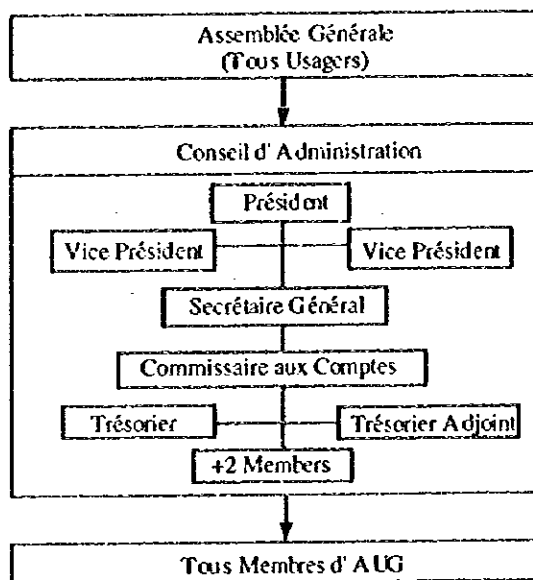 Assemblée Générale
(Tous Usagers)
Conseil d' Administration
Président
Vice Président
Vice Président
Secrétaire Général
Commissaire aux Comptes
Trésorier
Trésorier Adjoint
+2 Members
Tous Membres d' AUG